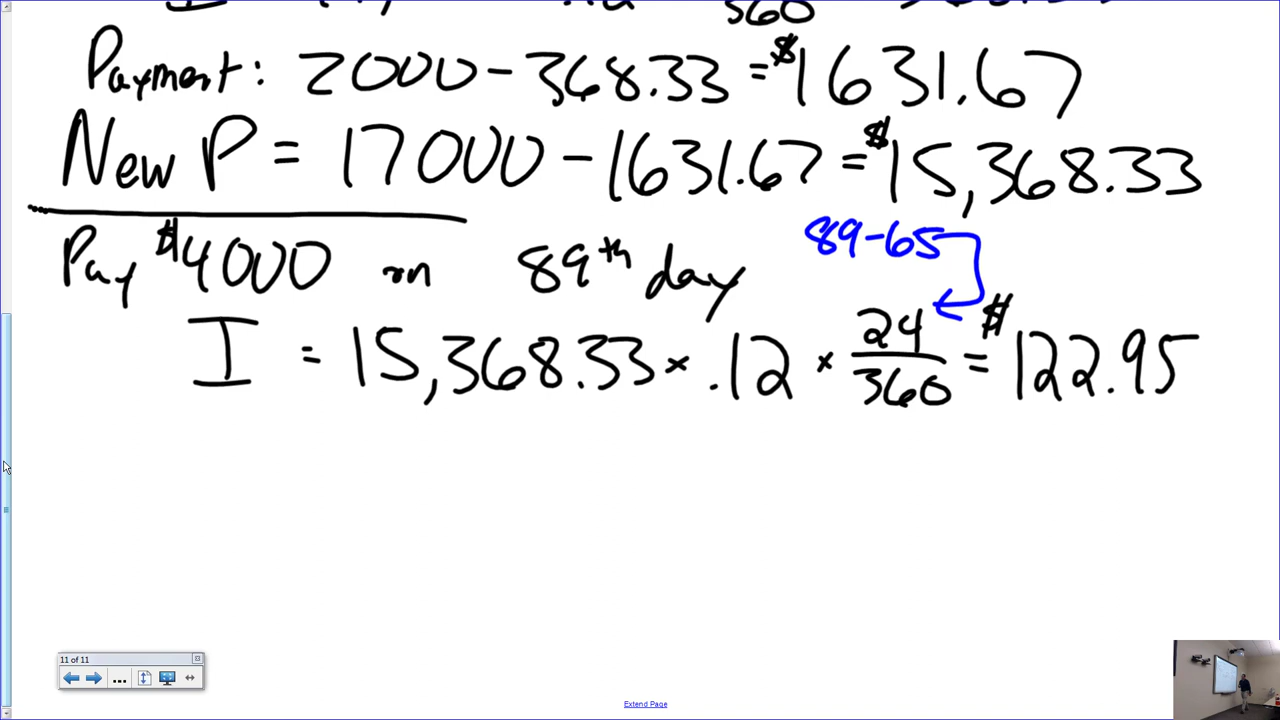 360
Payment: 2000 - 368.33 = $1631.67
New P = 17000 - 1631.67 = $15,368.33
Pay $4000 on 89th day
89-65
I = 15,368.33 × .12 × 24/360 = $122.95
11 of 11
...
Extend Page